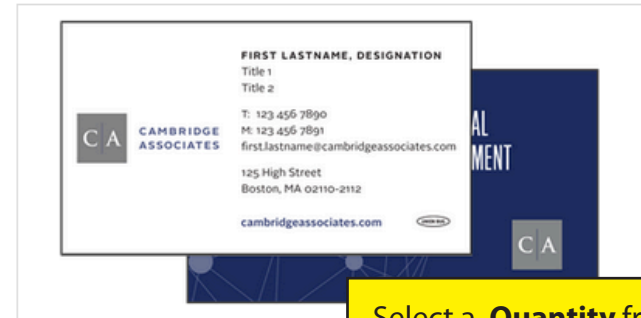 FIRST LASTNAME, DESIGNATION
Title 1
Title 2
T: 123 456 7890
M: 123 456 7891
first.lastname@cambridgeassociates.com
125 High Street
Boston, MA 02110-2112
cambridgeassociates.com
C|A
CAMBRIDGE
ASSOCIATES
AL
MENT
C|A
Select a Quantity